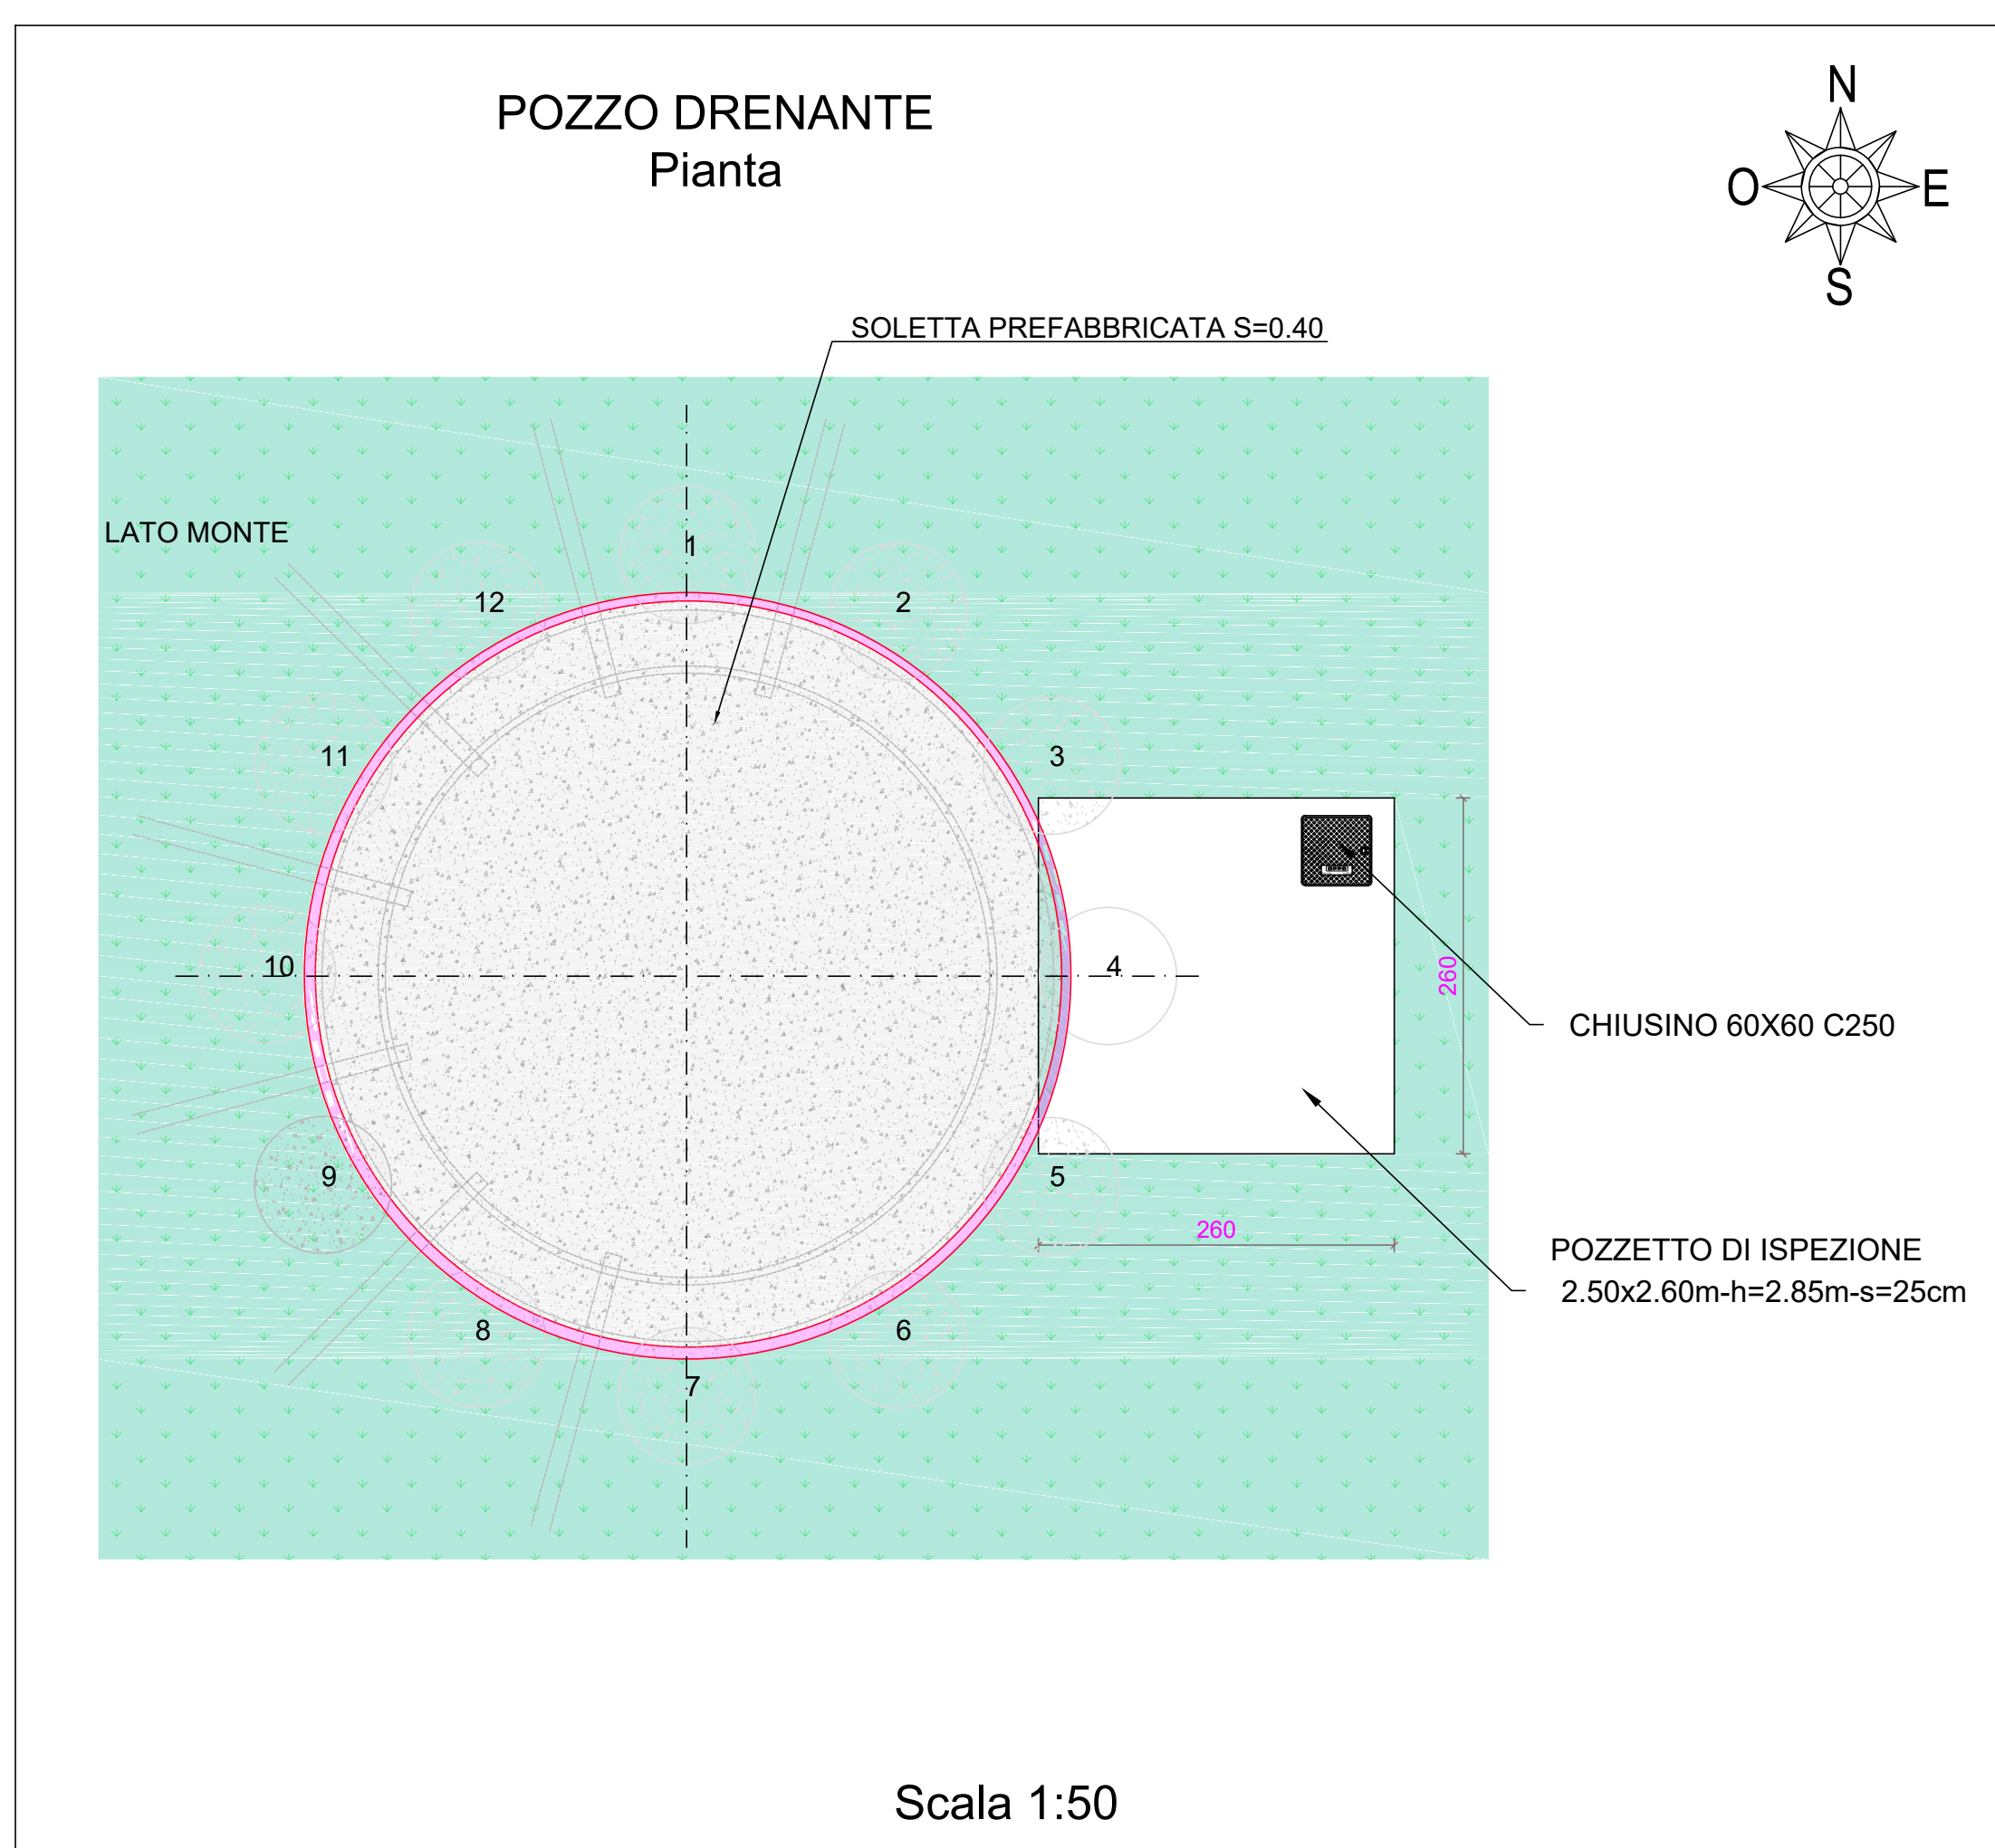 POZZO DRENANTE
Pianta
N
O
E
S
SOLETTA PREFABBRICATA S=0.40
LATO MONTE
1
12
2
11
3
10
4
260
CHIUSINO 60X60 C250
9
5
260
POZZETTO DI ISPEZIONE
2.50x2.60m-h=2.85m-s=25cm
8
6
7
Scala 1:50